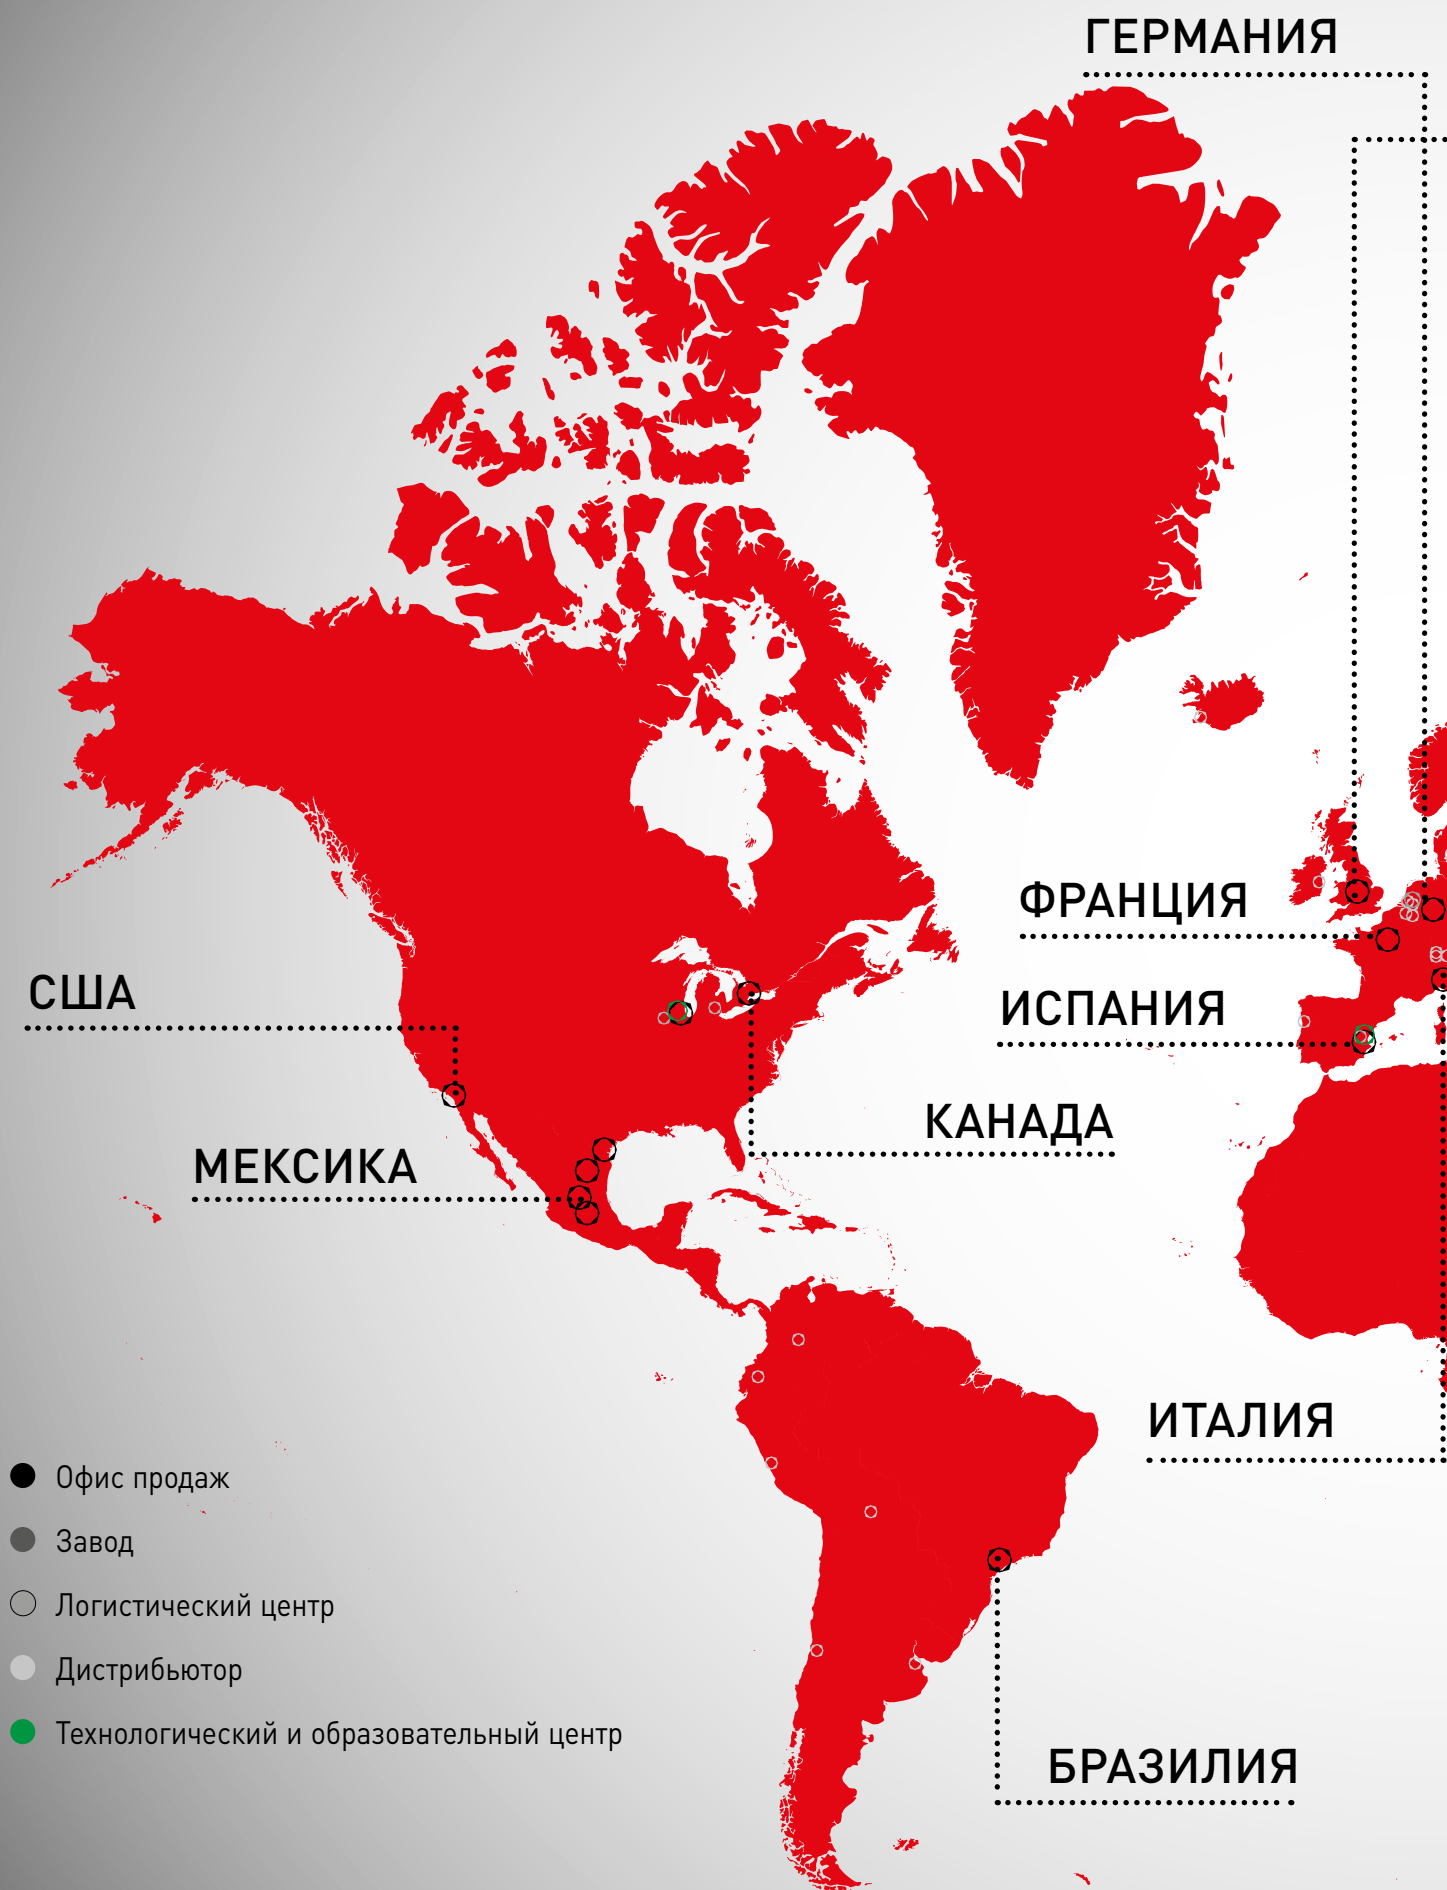 ГЕРМАНИЯ
ФРАНЦИЯ
США
ИСПАНИЯ
КАНАДА
МЕКСИКА
ИТАЛИЯ
Офис продаж
Завод
Логистический центр
Дистрибьютор
Технологический и образовательный центр
БРАЗИЛИЯ